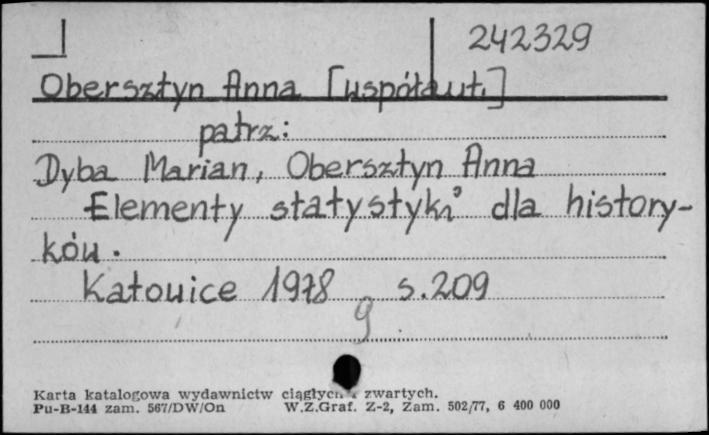 242329
Obersztyn Anna [współaut.]
patrz:
Dyba Marian, Obersztyn Anna
Elementy statystyki dla history-
ków.
Katowice 1978 s.209
9
Karta katalogowa wydawnictw ciągłych i zwartych.
Pu-B-144 zam. 567/DW/On W.Z.Graf. Z-2, Zam. 502/77, 6 400 000